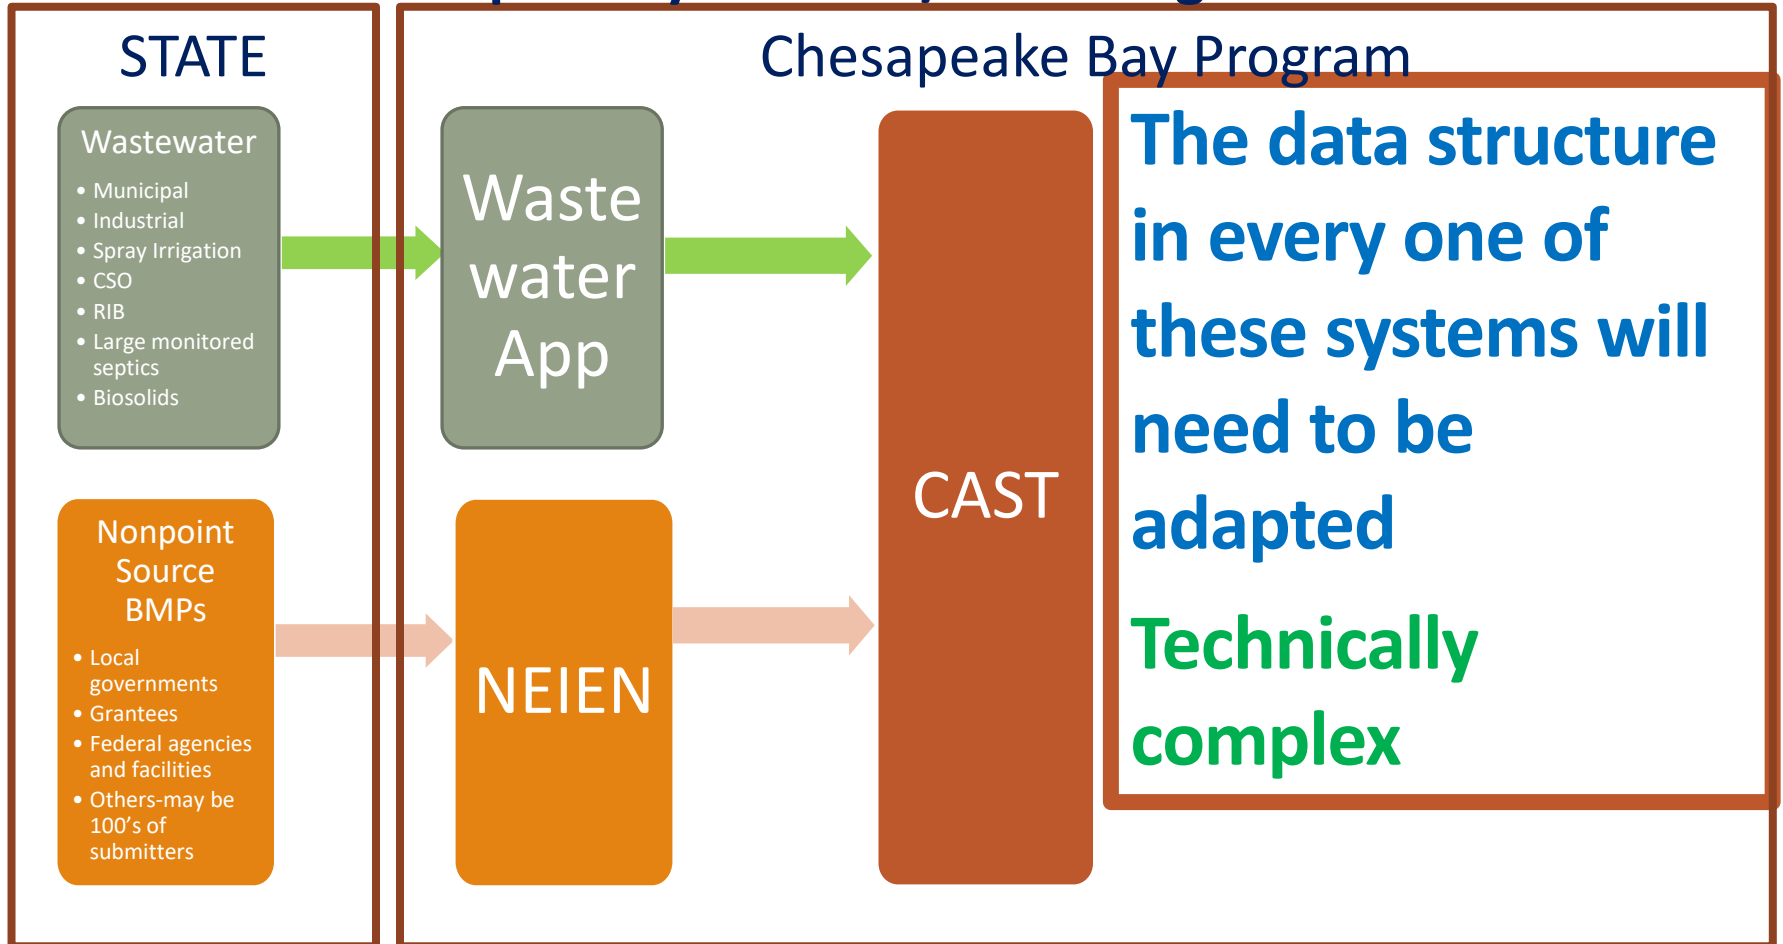 STATE
Chesapeake Bay Program
Wastewater
• Municipal
• Industrial
• Spray Irrigation
• CSO
• RIB
• Large monitored
septics
• Biosolids
Nonpoint
Source
BMPs
• Local
governments
• Grantees
• Federal agencies
and facilities
• Others-may be
100's of
submitters
Waste
water
App
NEIEN
CAST
The data structure
in every one of
these systems will
need to be
adapted
Technically
complex